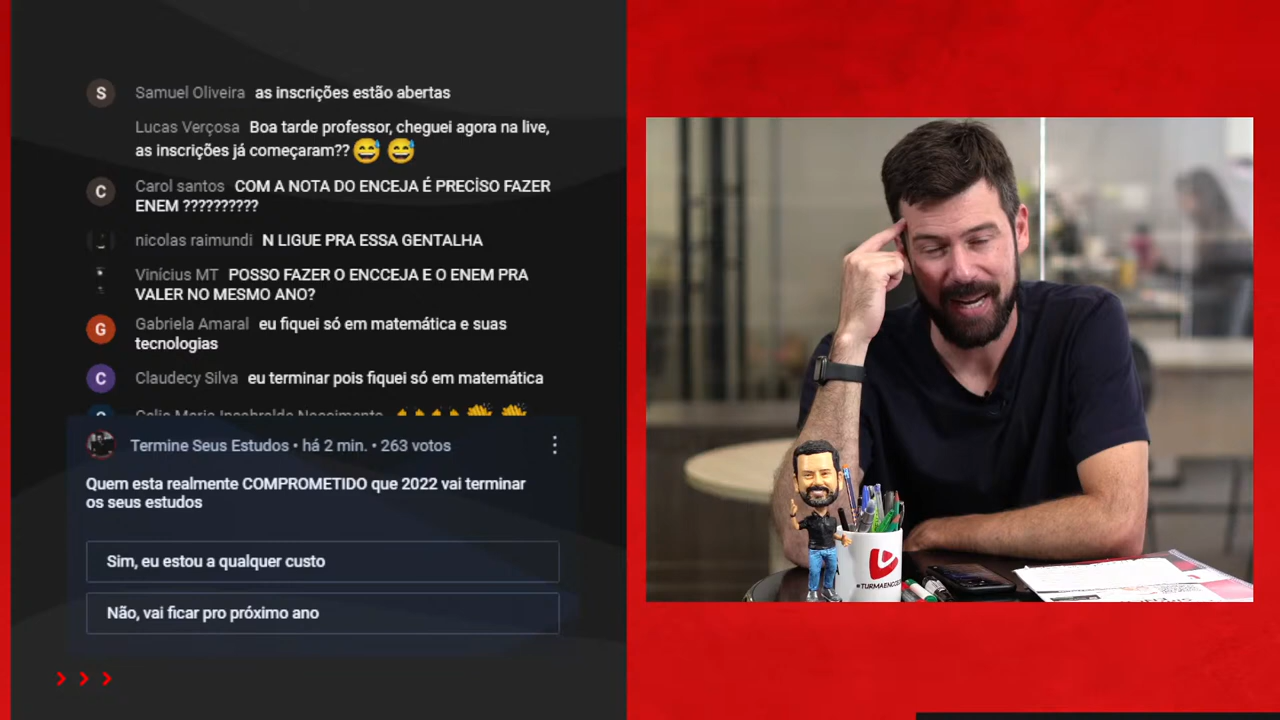 S Samuel Oliveira as inscrições estão abertas
Lucas Verçosa Boa tarde professor, cheguei agora na live,
as inscrições já começaram?? 😅 😅
C Carol santos COM A NOTA DO ENCEJA É PRECÍSO FAZER
ENEM ??????????
nicolas raimundi N LIGUE PRA ESSA GENTALHA
Vinícius MT POSSO FAZER O ENCCEJA E O ENEM PRA
VALER NO MESMO ANO?
G Gabriela Amaral eu fiquei só em matemática e suas
tecnologias
C Claudecy Silva eu terminar pois fiquei só em matemática
Termine Seus Estudos • há 2 min. • 263 votos
Quem esta realmente COMPROMETIDO que 2022 vai terminar
os seus estudos
Sim, eu estou a qualquer custo
Não, vai ficar pro próximo ano